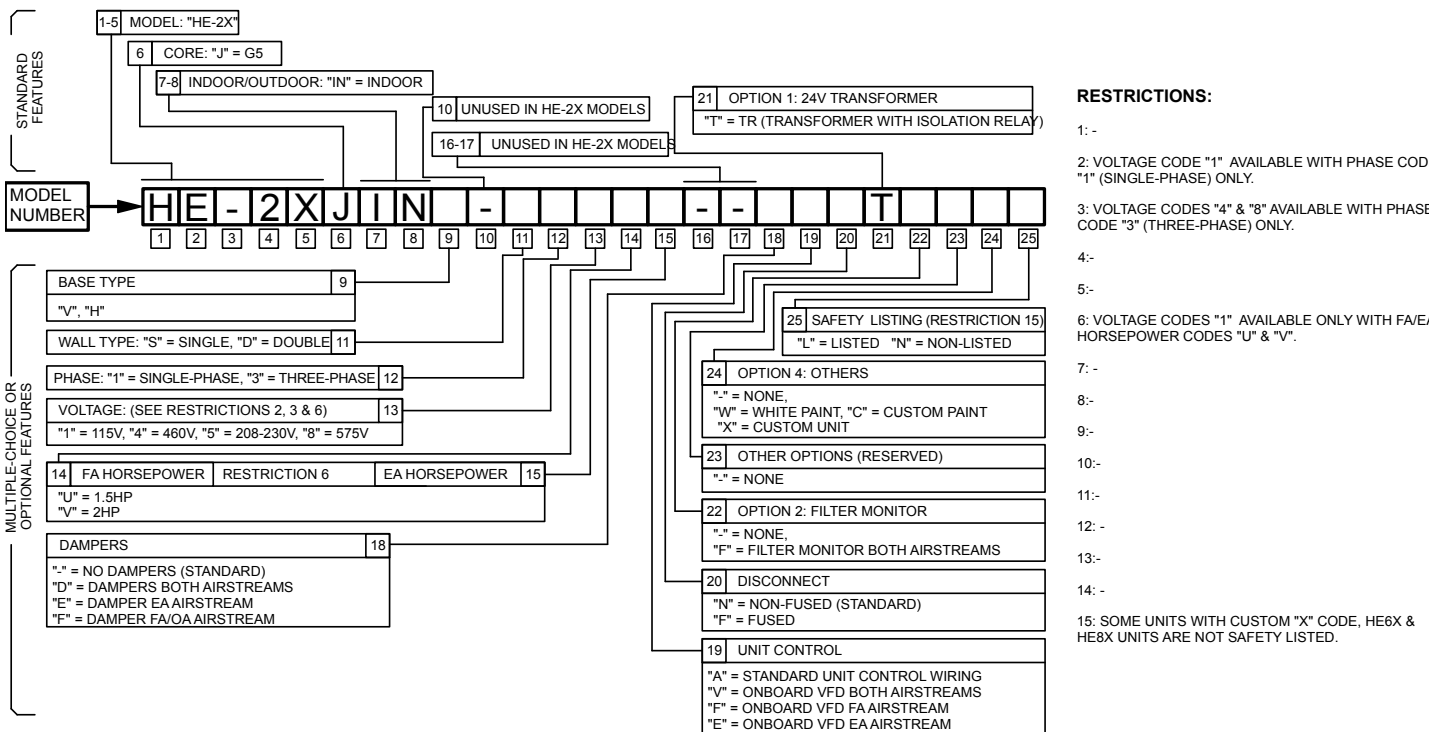 1-5 MODEL: "HE-2X"
6 CORE: "J" = G5
7-8 INDOOR/OUTDOOR: "IN" = INDOOR
10 UNUSED IN HE-2X MODELS
16-17 UNUSED IN HE-2X MODELS
21 OPTION 1: 24V TRANSFORMER
"T" = TR (TRANSFORMER WITH ISOLATION RELAY)
STANDARD
FEATURES
MODEL
NUMBER
H E - 2 X J I N - - - T
1 2 3 4 5 6 7 8 9 10 11 12 13 14 15 16 17 18 19 20 21 22 23 24 25
MULTIPLE-CHOICE OR
OPTIONAL FEATURES
BASE TYPE 9
"V", "H"
WALL TYPE: "S" = SINGLE, "D" = DOUBLE 11
PHASE: "1" = SINGLE-PHASE, "3" = THREE-PHASE 12
VOLTAGE: (SEE RESTRICTIONS 2, 3 & 6) 13
"1" = 115V, "4" = 460V, "5" = 208-230V, "8" = 575V
14 FA HORSEPOWER RESTRICTION 6 EA HORSEPOWER 15
"U" = 1.5HP
"V" = 2HP
DAMPERS 18
"-" = NO DAMPERS (STANDARD)
"D" = DAMPERS BOTH AIRSTREAMS
"E" = DAMPER EA AIRSTREAM
"F" = DAMPER FA/OA AIRSTREAM
25 SAFETY LISTING (RESTRICTION 15)
"L" = LISTED "N" = NON-LISTED
24 OPTION 4: OTHERS
"-" = NONE,
"W" = WHITE PAINT, "C" = CUSTOM PAINT
"X" = CUSTOM UNIT
23 OTHER OPTIONS (RESERVED)
"-" = NONE
22 OPTION 2: FILTER MONITOR
"-" = NONE,
"F" = FILTER MONITOR BOTH AIRSTREAMS
20 DISCONNECT
"N" = NON-FUSED (STANDARD)
"F" = FUSED
19 UNIT CONTROL
"A" = STANDARD UNIT CONTROL WIRING
"V" = ONBOARD VFD BOTH AIRSTREAMS
"F" = ONBOARD VFD FA AIRSTREAM
"E" = ONBOARD VFD EA AIRSTREAM
RESTRICTIONS:
1: -
2: VOLTAGE CODE "1" AVAILABLE WITH PHASE COD
"1" (SINGLE-PHASE) ONLY.
3: VOLTAGE CODES "4" & "8" AVAILABLE WITH PHASE
CODE "3" (THREE-PHASE) ONLY.
4:-
5:-
6: VOLTAGE CODES "1" AVAILABLE ONLY WITH FA/EA
HORSEPOWER CODES "U" & "V".
7: -
8:-
9:-
10:-
11:-
12: -
13:-
14: -
15: SOME UNITS WITH CUSTOM "X" CODE, HE6X &
HE8X UNITS ARE NOT SAFETY LISTED.